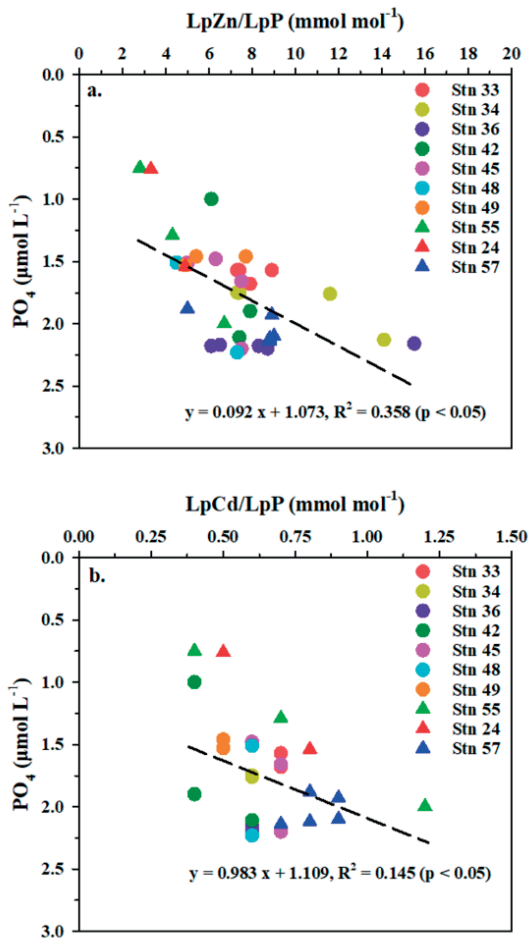 LpZn/LpP (mmol mol⁻¹)
0 2 4 6 8 10 12 14 16 18
a.
PO₄ (μmol L⁻¹)
0.0
0.5
1.0
1.5
2.0
2.5
3.0
Stn 33
Stn 34
Stn 36
Stn 42
Stn 45
Stn 48
Stn 49
Stn 55
Stn 24
Stn 57
y = 0.092 x + 1.073, R² = 0.358 (p < 0.05)
LpCd/LpP (mmol mol⁻¹)
0.00 0.25 0.50 0.75 1.00 1.25 1.50
b.
PO₄ (μmol L⁻¹)
0.0
0.5
1.0
1.5
2.0
2.5
3.0
Stn 33
Stn 34
Stn 36
Stn 42
Stn 45
Stn 48
Stn 49
Stn 55
Stn 24
Stn 57
y = 0.983 x + 1.109, R² = 0.145 (p < 0.05)